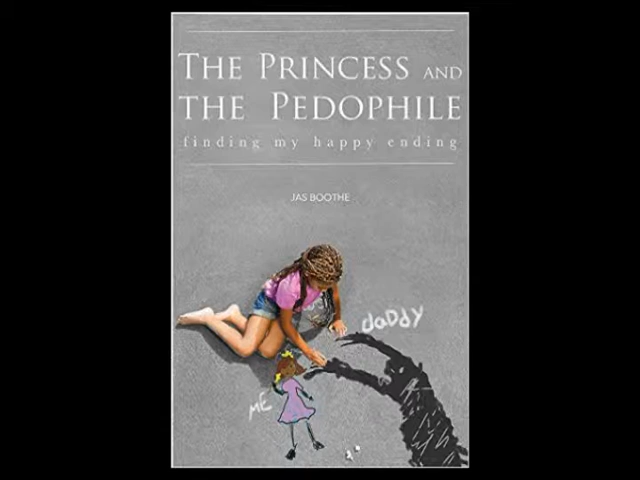 THE PRINCESS AND
THE PEDOPHILE
finding my happy ending
JAS BOOTHE
daDDy
ME